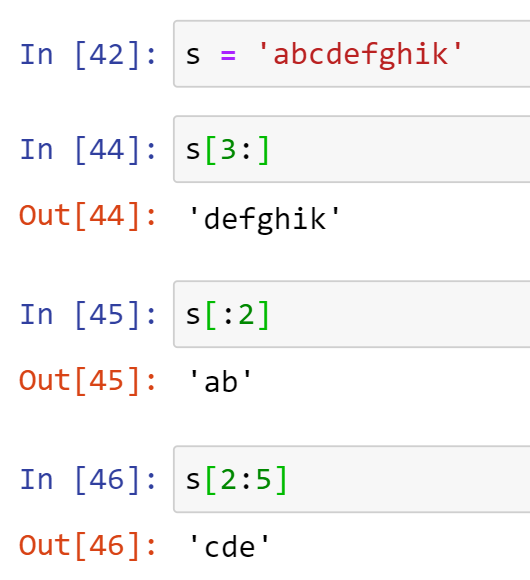 In [42]: s = 'abcdefghik'
In [44]: s[3:]
Out[44]: 'defghik'
In [45]: s[:2]
Out[45]: 'ab'
In [46]: s[2:5]
Out[46]: 'cde'